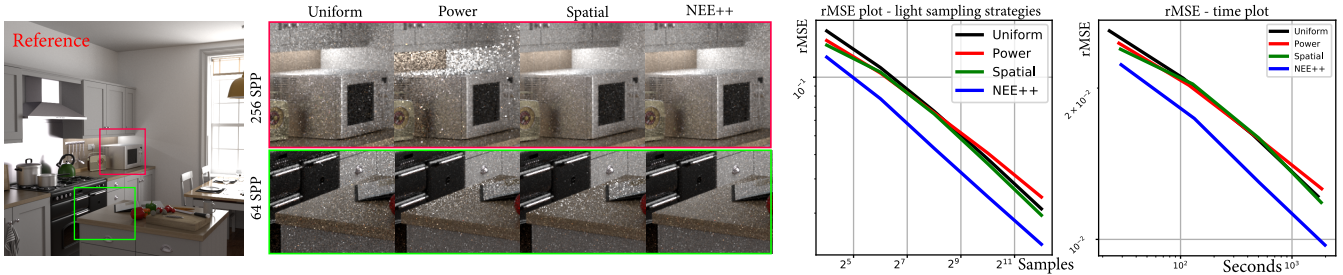 Reference
Uniform Power Spatial NEE++
256 SPP
64 SPP
rMSE plot - light sampling strategies
rMSE
Uniform
Power
Spatial
NEE++
10⁻²
2⁵ 2⁷ 2⁹ 2¹¹ Samples
rMSE - time plot
rMSE
Uniform
Power
Spatial
NEE++
2 × 10⁻²
10⁻²
10² 10³
Seconds